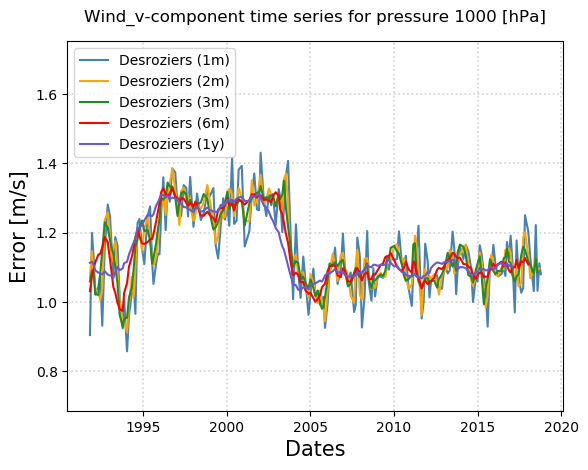 Wind_v-component time series for pressure 1000 [hPa]
Desroziers (1m)
Desroziers (2m)
Desroziers (3m)
Desroziers (6m)
Desroziers (1y)
Error [m/s]
1.6
1.4
1.2
1.0
0.8
1995
2000
2005
2010
2015
2020
Dates